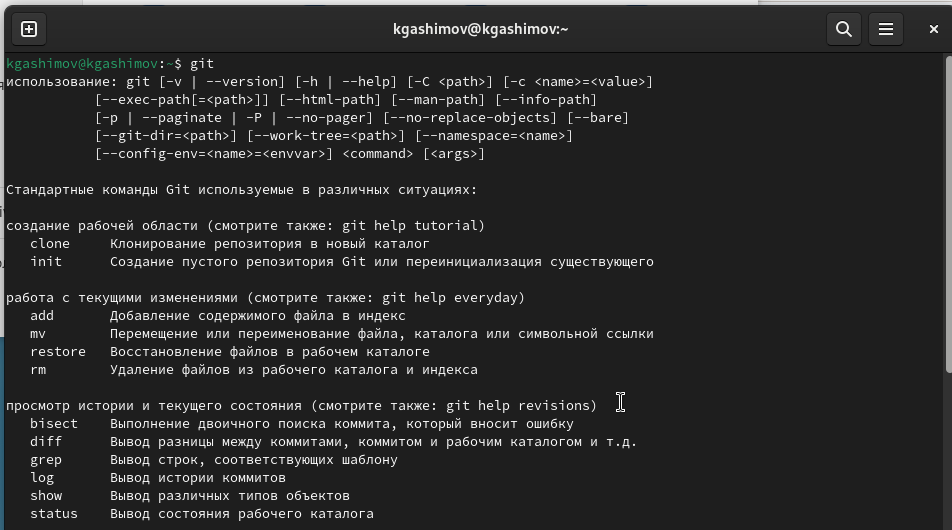 kgashimov@kgashimov:~
kgashimov@kgashimov:~$ git
использование: git [-v | --version] [-h | --help] [-C <path>] [-c <name>=<value>]
           [--exec-path[=<path>]] [--html-path] [--man-path] [--info-path]
           [-p | --paginate | -P | --no-pager] [--no-replace-objects] [--bare]
           [--git-dir=<path>] [--work-tree=<path>] [--namespace=<name>]
           [--config-env=<name>=<envvar>] <command> [<args>]
Стандартные команды Git используемые в различных ситуациях:
создание рабочей области (смотрите также: git help tutorial)
   clone     Клонирование репозитория в новый каталог
   init      Создание пустого репозитория Git или переинициализация существующего
работа с текущими изменениями (смотрите также: git help everyday)
   add       Добавление содержимого файла в индекс
   mv        Перемещение или переименование файла, каталога или символьной ссылки
   restore   Восстановление файлов в рабочем каталоге
   rm        Удаление файлов из рабочего каталога и индекса
просмотр истории и текущего состояния (смотрите также: git help revisions)
   bisect    Выполнение двоичного поиска коммита, который вносит ошибку
   diff      Вывод разницы между коммитами, коммитом и рабочим каталогом и т.д.
   grep      Вывод строк, соответствующих шаблону
   log       Вывод истории коммитов
   show      Вывод различных типов объектов
   status    Вывод состояния рабочего каталога